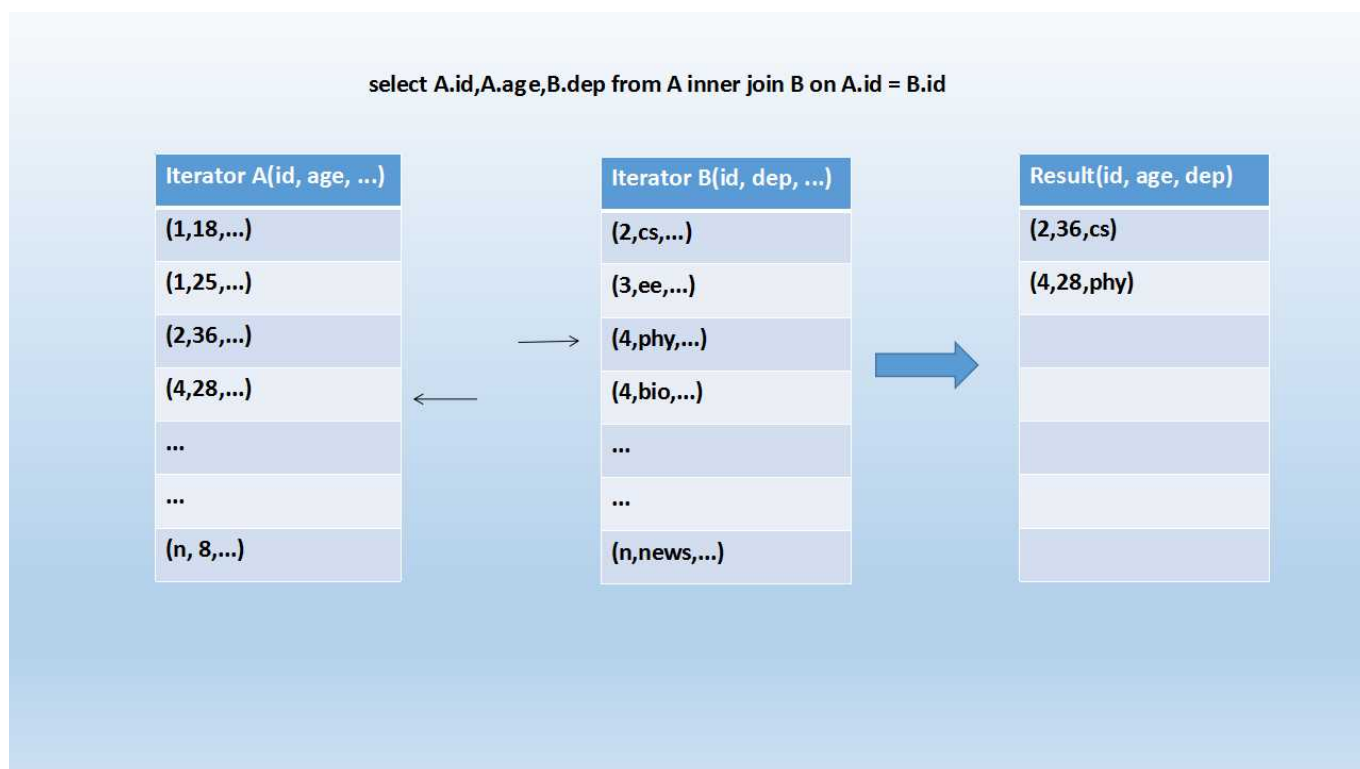 select A.id,A.age,B.dep from A inner join B on A.id = B.id
Iterator A(id, age, ...)
(1,18,...)
(1,25,...)
(2,36,...)
(4,28,...)
...
...
(n, 8,...)
Iterator B(id, dep, ...)
(2,cs,...)
(3,ee,...)
(4,phy,...)
(4,bio,...)
...
...
(n,news,...)
Result(id, age, dep)
(2,36,cs)
(4,28,phy)